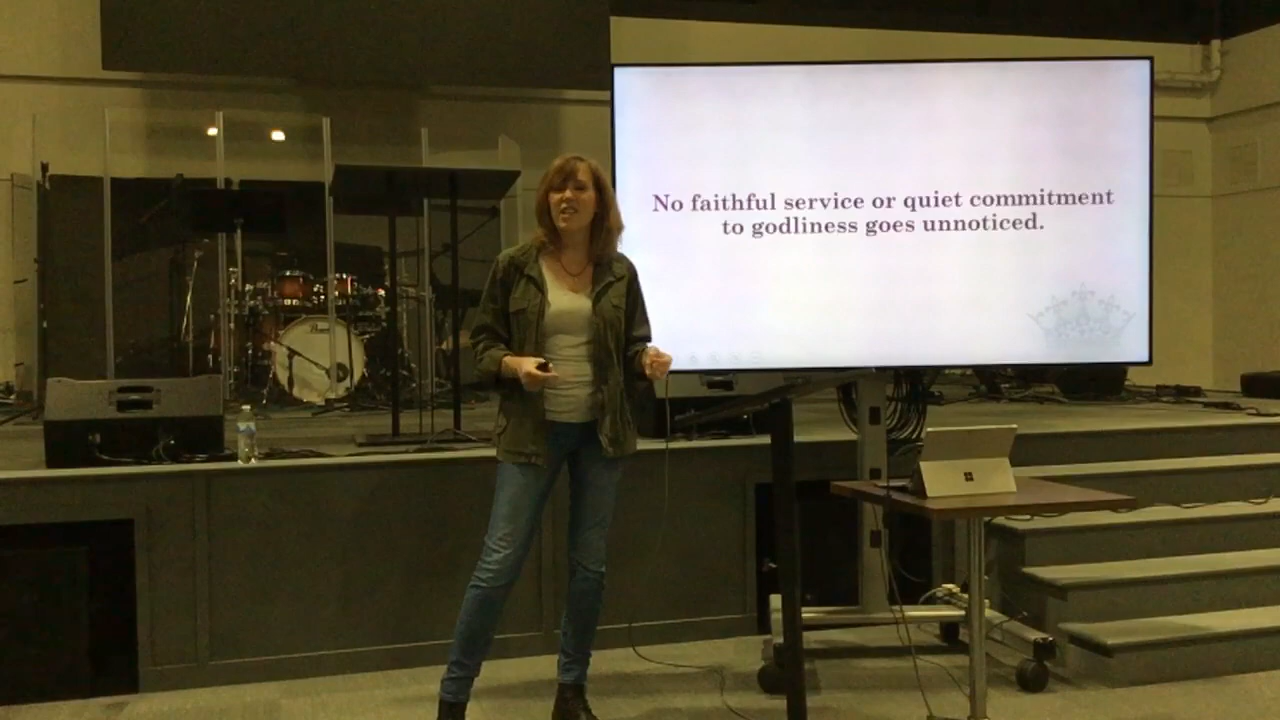 No faithful service or quiet commitment
to godliness goes unnoticed.